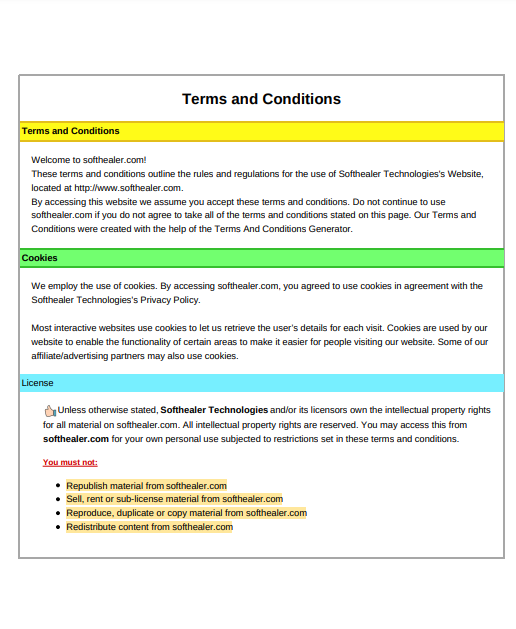 Terms and Conditions
Terms and Conditions
Welcome to softhealer.com!
These terms and conditions outline the rules and regulations for the use of Softhealer Technologies's Website,
located at http://www.softhealer.com.
By accessing this website we assume you accept these terms and conditions. Do not continue to use
softhealer.com if you do not agree to take all of the terms and conditions stated on this page. Our Terms and
Conditions were created with the help of the Terms And Conditions Generator.
Cookies
We employ the use of cookies. By accessing softhealer.com, you agreed to use cookies in agreement with the
Softhealer Technologies's Privacy Policy.
Most interactive websites use cookies to let us retrieve the user's details for each visit. Cookies are used by our
website to enable the functionality of certain areas to make it easier for people visiting our website. Some of our
affiliate/advertising partners may also use cookies.
License
Unless otherwise stated, Softhealer Technologies and/or its licensors own the intellectual property rights
for all material on softhealer.com. All intellectual property rights are reserved. You may access this from
softhealer.com for your own personal use subjected to restrictions set in these terms and conditions.
You must not:
Republish material from softhealer.com
Sell, rent or sub-license material from softhealer.com
Reproduce, duplicate or copy material from softhealer.com
Redistribute content from softhealer.com